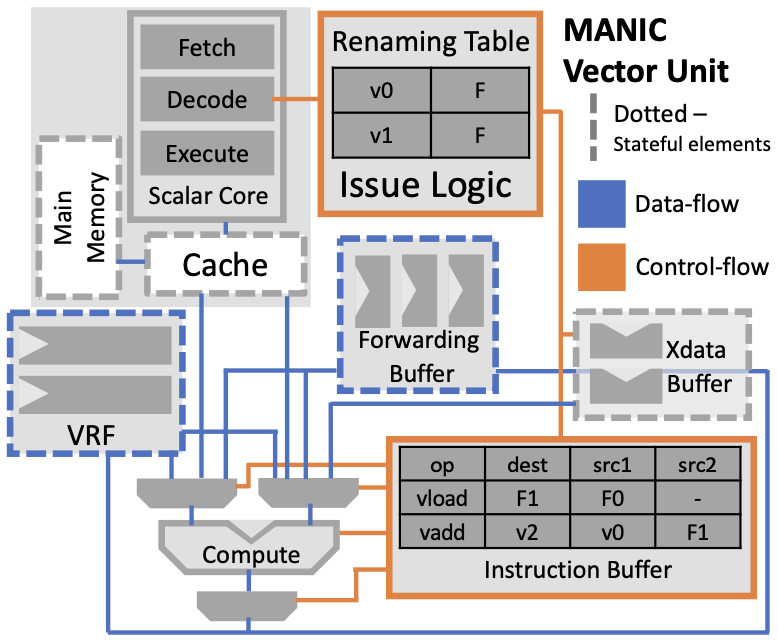 Fetch
Decode
Execute
Scalar Core
Main
Memory
Cache
Renaming Table
v0 F
v1 F
Issue Logic
MANIC
Vector Unit
Dotted –
Stateful elements
Data-flow
Control-flow
Forwarding
Buffer
Xdata
Buffer
VRF
op dest src1 src2
vload F1 F0 -
vadd v2 v0 F1
Instruction Buffer
Compute